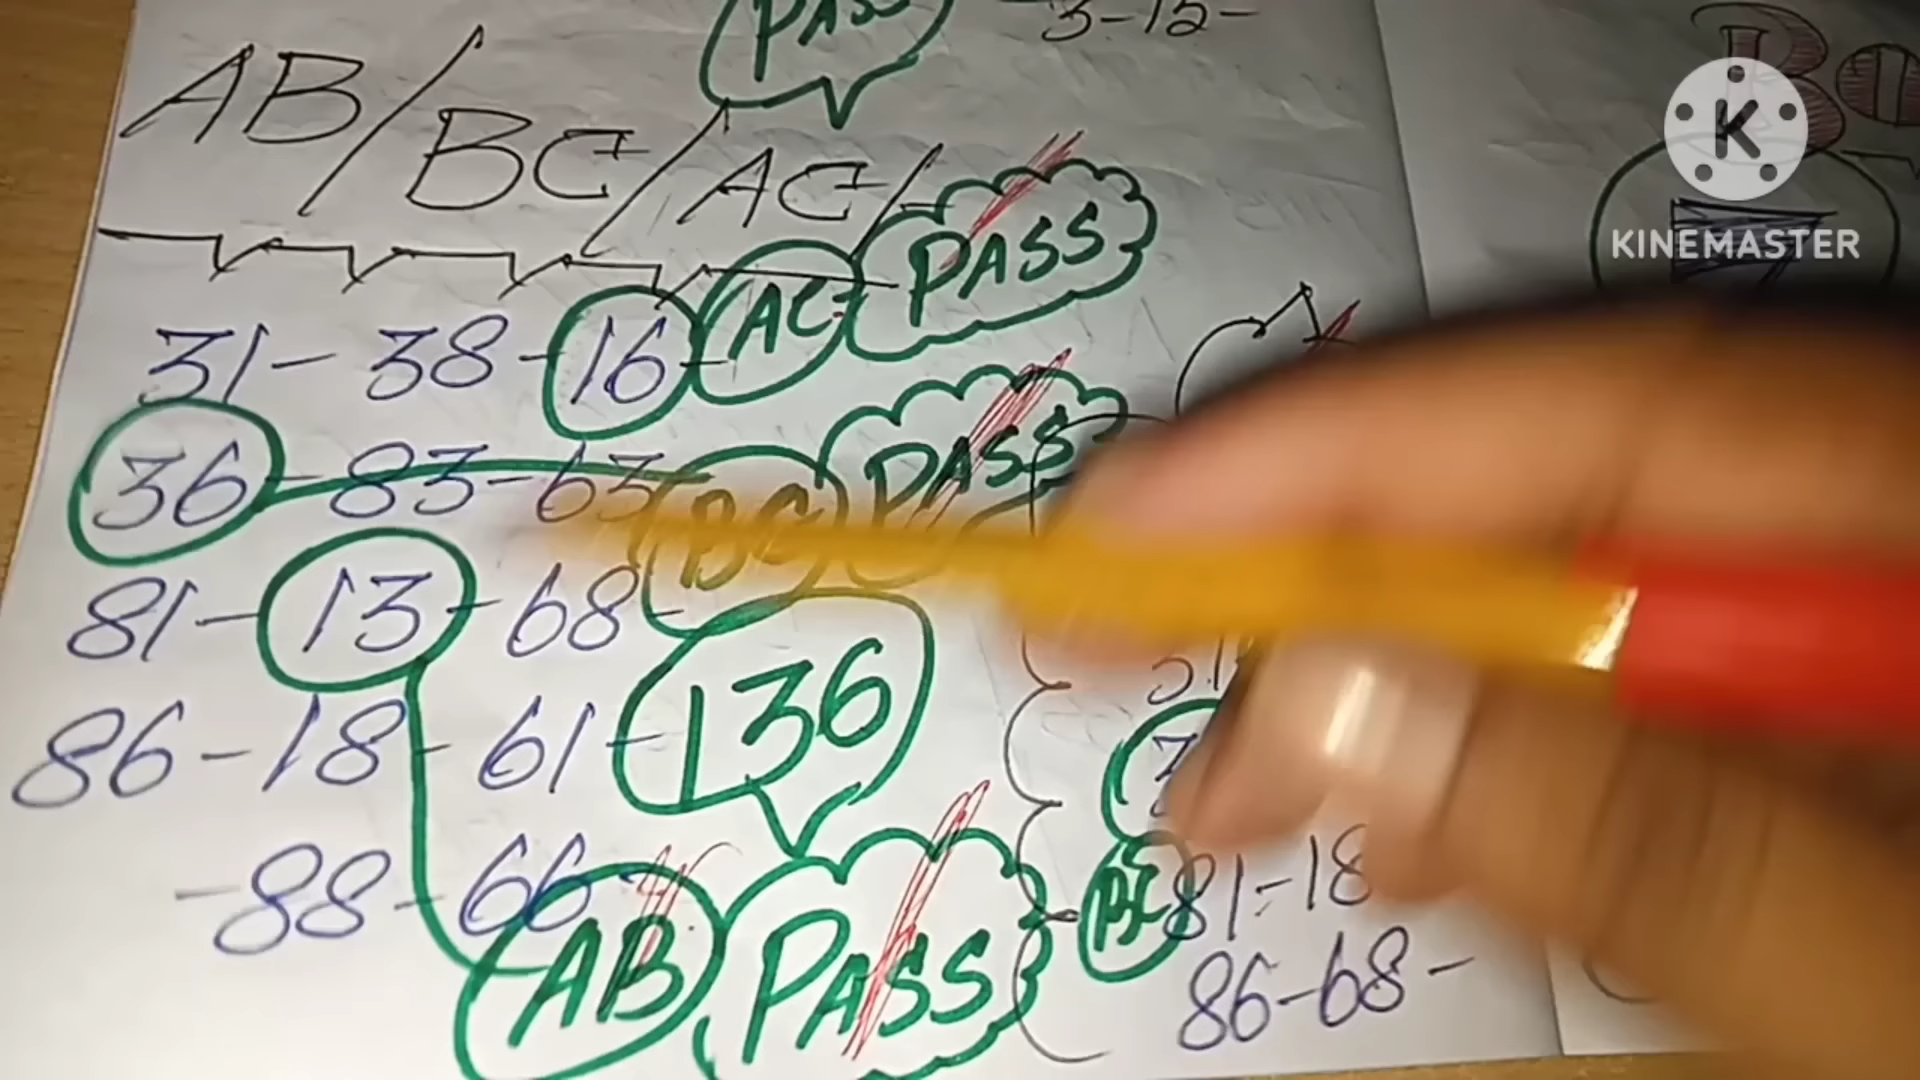 PASS
3-12-
AB/BC/AC/
KINEMASTER
31-38-16- AC PASS
36-83-63 BC PASS
81-13-68-
86-18-61- 136
-88-66- AB PASS
BC 81-18
86-68-